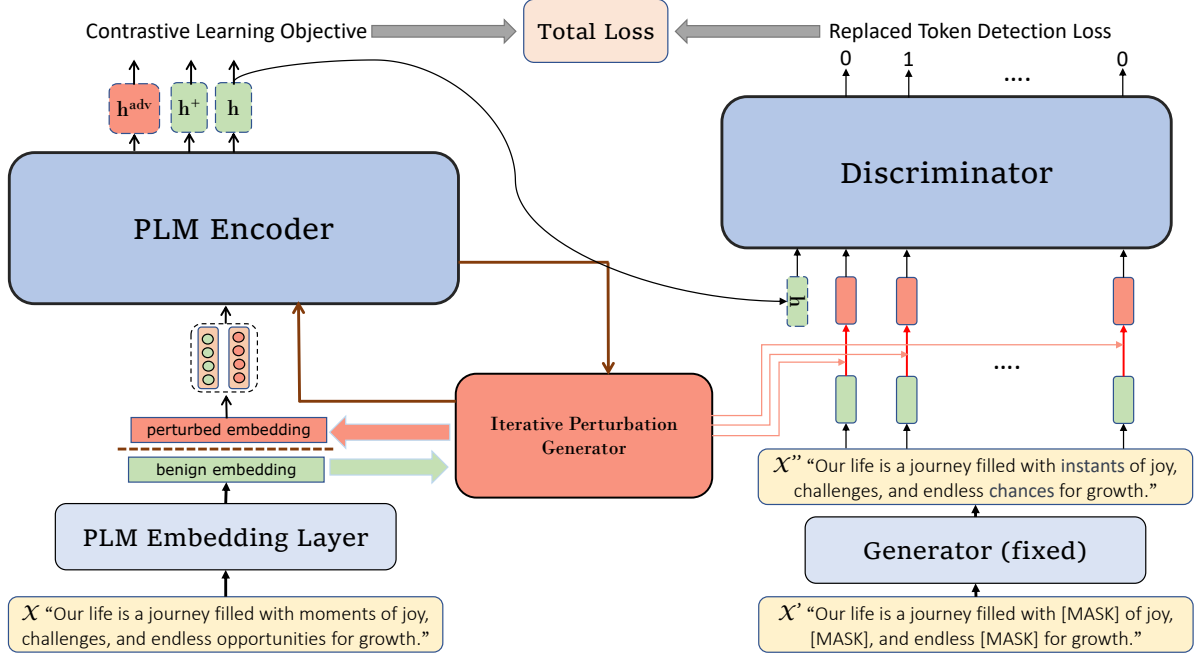 Contrastive Learning Objective
Total Loss
Replaced Token Detection Loss
0 1 .... 0
h^adv h^+ h
PLM Encoder
Discriminator
h
perturbed embedding
benign embedding
Iterative Perturbation
Generator
....
PLM Embedding Layer
X “Our life is a journey filled with moments of joy,
challenges, and endless opportunities for growth.”
X'' “Our life is a journey filled with instants of joy,
challenges, and endless chances for growth.”
Generator (fixed)
X' “Our life is a journey filled with [MASK] of joy,
[MASK], and endless [MASK] for growth.”